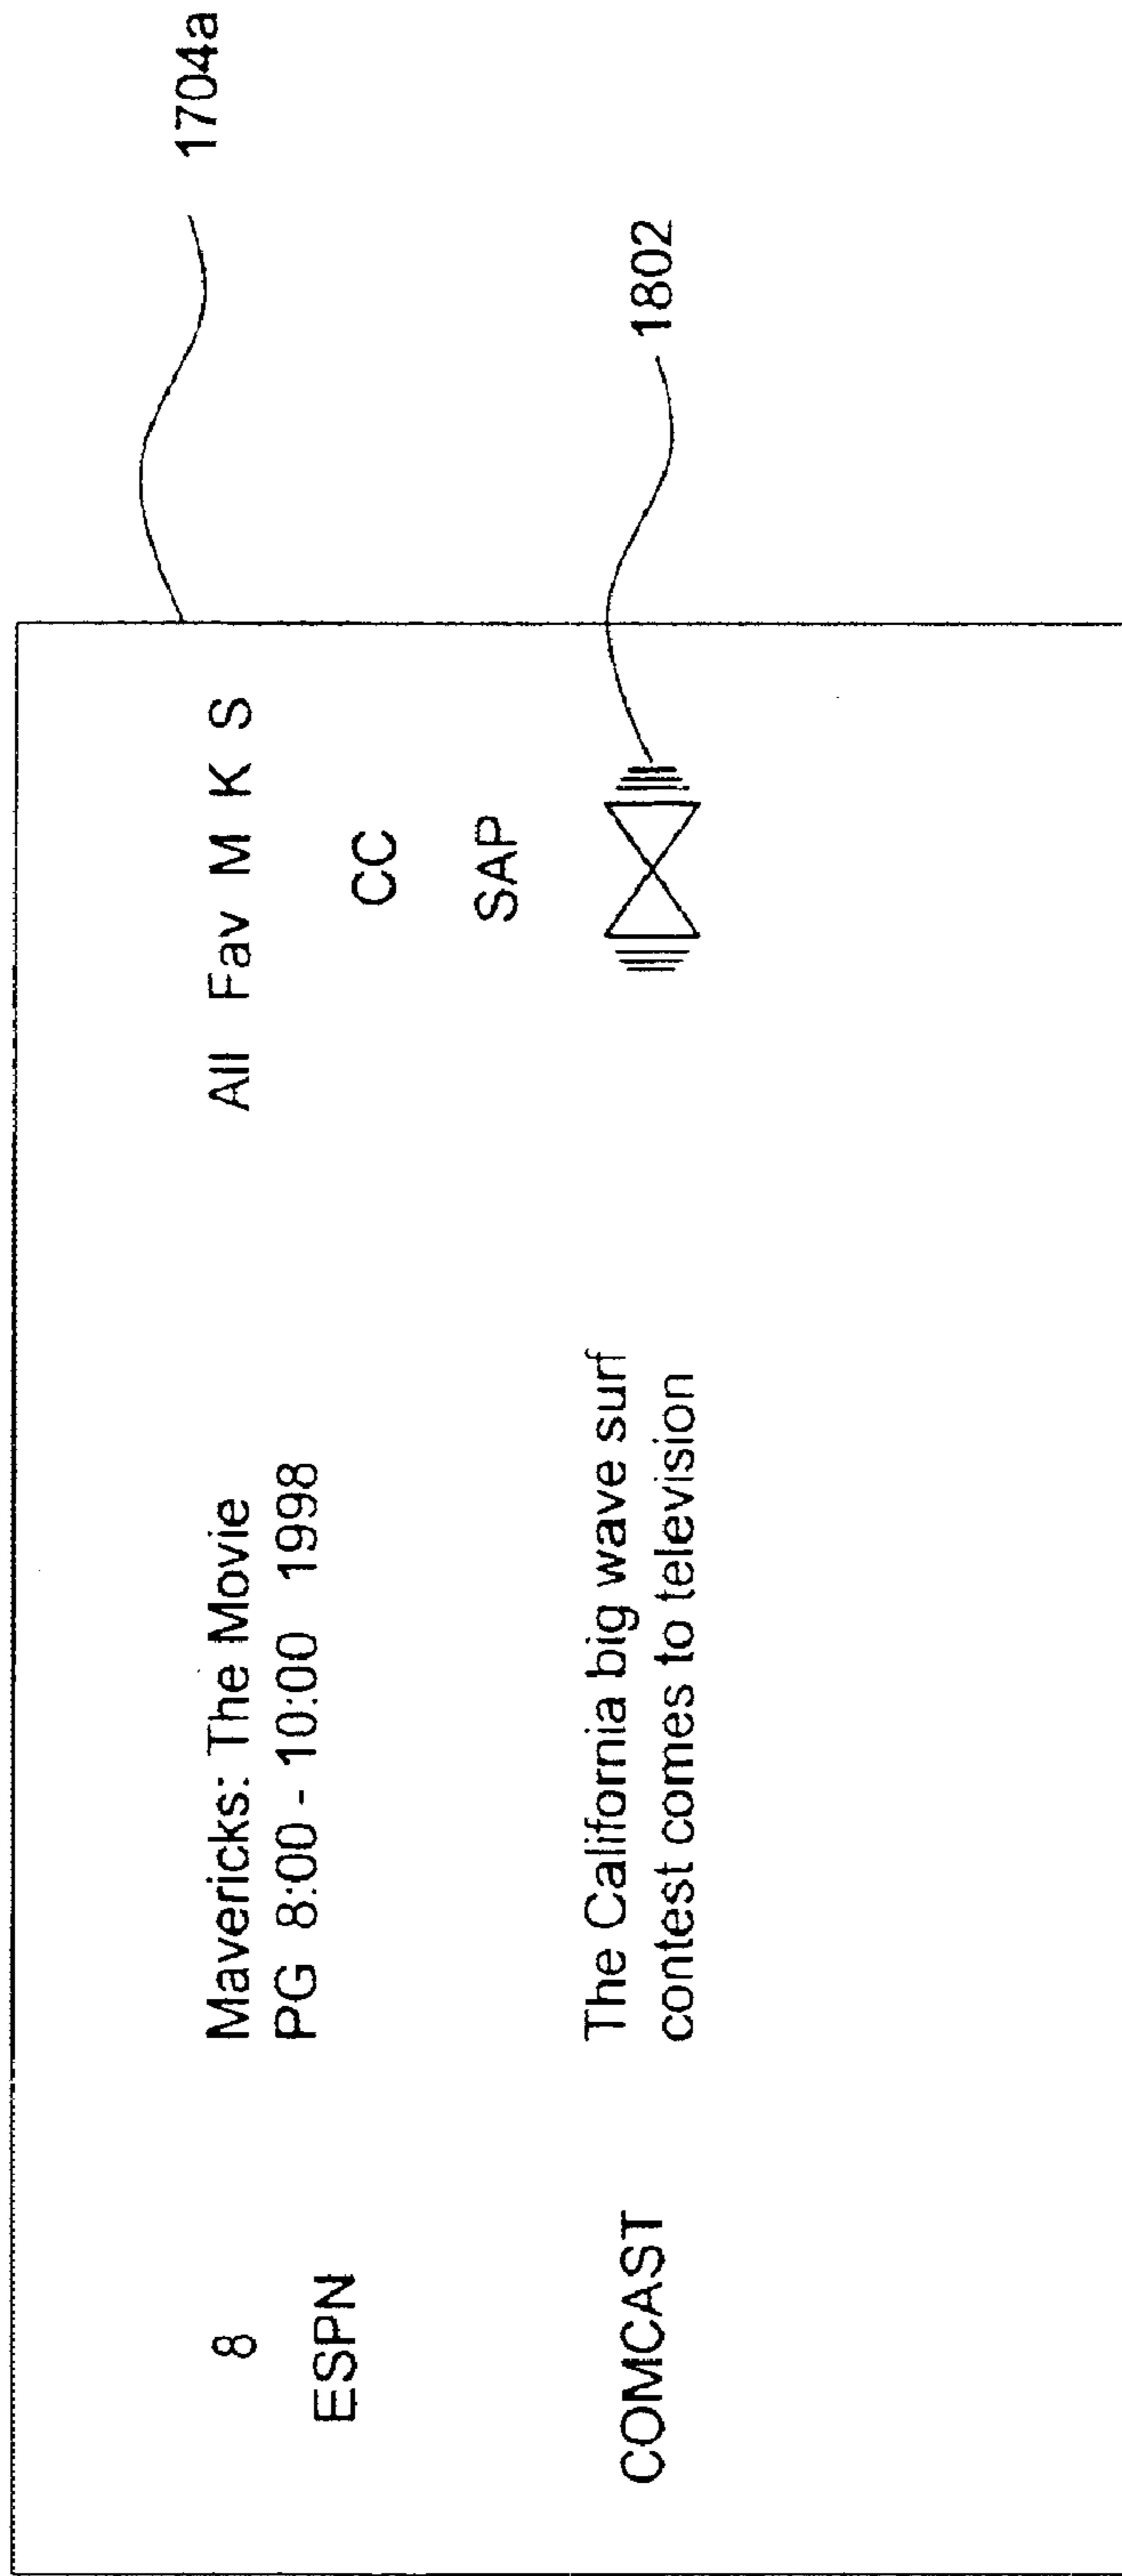 1704a
8
Mavericks: The Movie
All Fav M K S
ESPN
PG 8:00 - 10:00 1998
CC
SAP
COMCAST
The California big wave surf
contest comes to television
1802